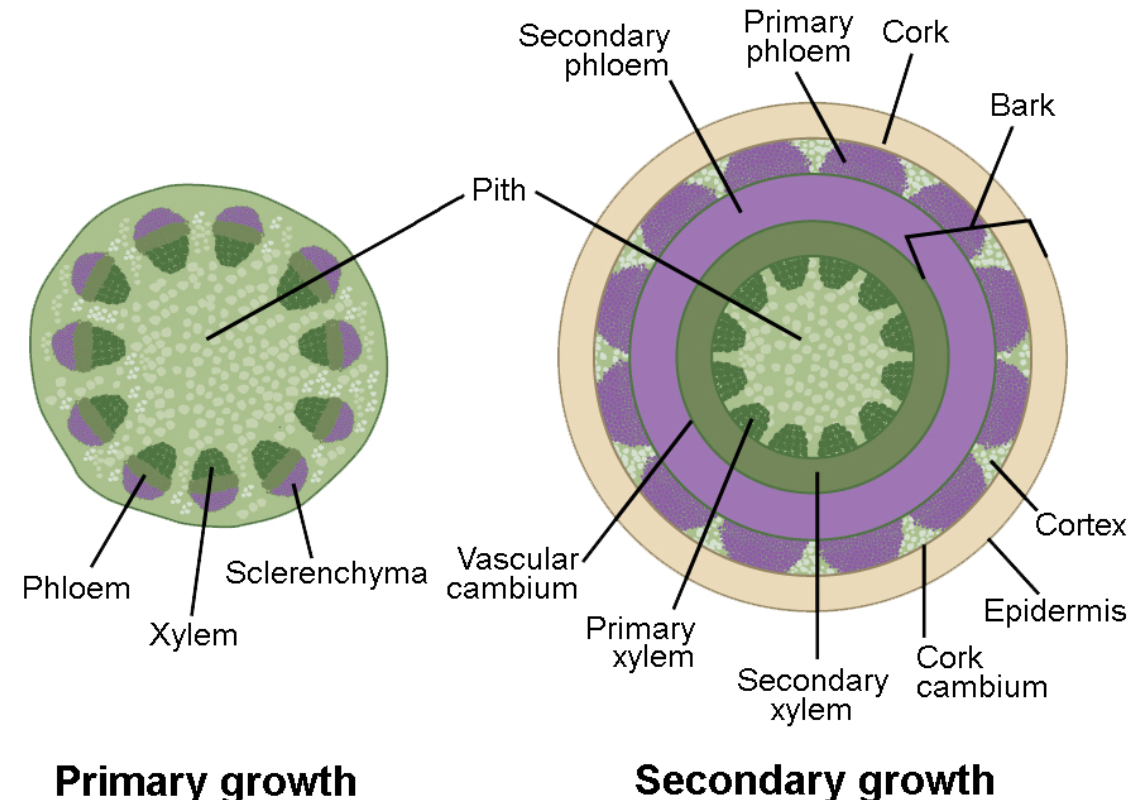 Secondary
phloem
Primary
phloem
Cork
Bark
Pith
Phloem
Xylem
Sclerenchyma
Vascular
cambium
Primary
xylem
Secondary
xylem
Cork
cambium
Epidermis
Cortex
Primary growth
Secondary growth